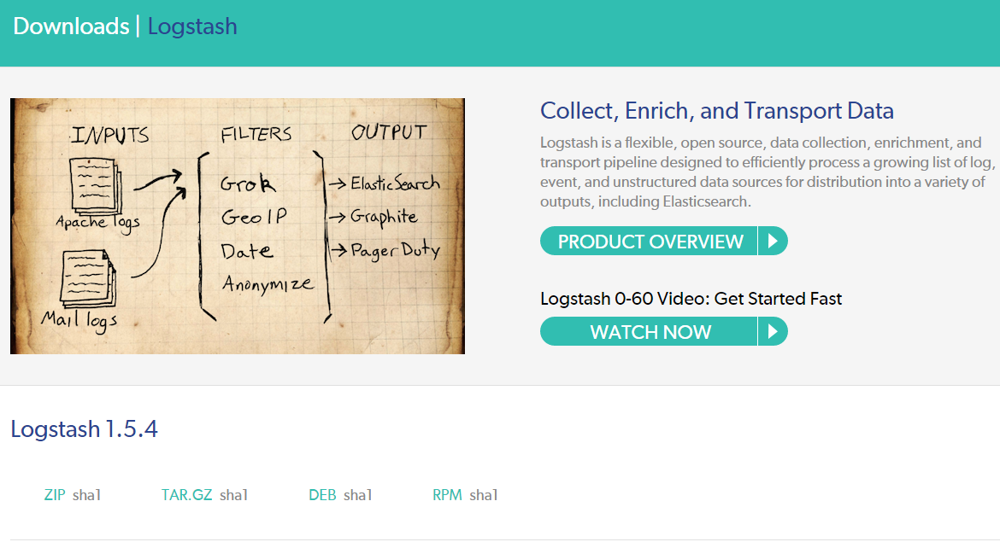 Downloads | Logstash
INPUTS
FILTERS
OUTPUT
Apache logs
Mail logs
Grok
GeoIP
Date
Anonymize
→ ElasticSearch
→ Graphite
→ PagerDuty
Collect, Enrich, and Transport Data
Logstash is a flexible, open source, data collection, enrichment, and
transport pipeline designed to efficiently process a growing list of log,
event, and unstructured data sources for distribution into a variety of
outputs, including Elasticsearch.
PRODUCT OVERVIEW
Logstash 0-60 Video: Get Started Fast
WATCH NOW
Logstash 1.5.4
ZIP sha1 TAR.GZ sha1 DEB sha1 RPM sha1